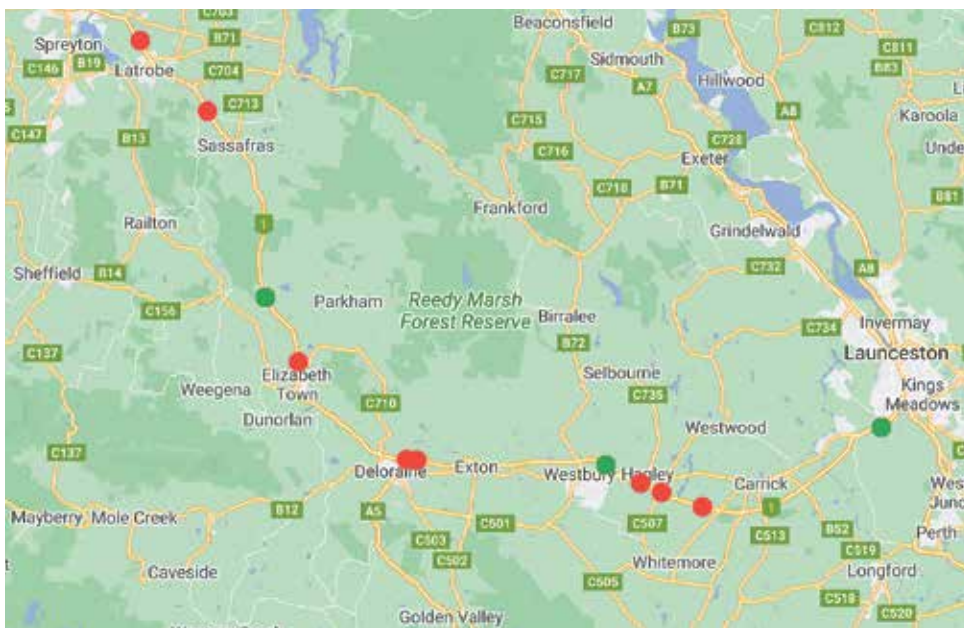 C703
Beaconsfield
B73
C812
Spreyton
B71
C811
Sidmouth
C146
B19
Latrobe
C704
C717
Hillwood
B83
A7
A8
C713
Karoola
C147
B13
C715
C728
Sassafras
C716
Exeter
C718
B71
B81
Frankford
Railton
1
Grindelwald
Sheffield
B14
C732
A8
Parkham
Reedy Marsh
Forest Reserve
C156
Birralee
C734
Invermay
C137
B72
Launceston
Elizabeth
Town
Selbourne
Kings
Meadows
Weegena
C710
C735
Dunorlan
Westwood
C137
Deloraine
Exton
Westbury
Hagley
Carrick
B12
A5
1
Mayberry
Mole Creek
C501
C507
C513
B52
Perth
C503
C519
Caveside
C502
Whitemore
C505
Longford
C518
C520
Golden Valley